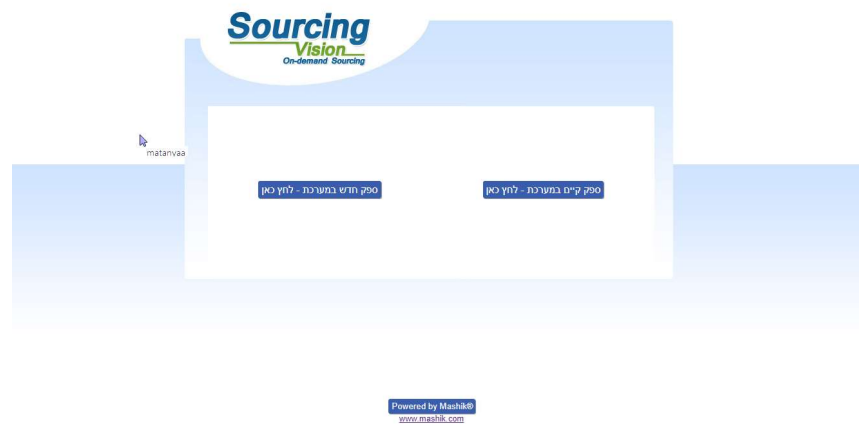 Sourcing
Vision
On-demand Sourcing
matanvaa
ספק קיים במערכת - לחץ כאן
ספק חדש במערכת - לחץ כאן
Powered by Mashik®
www.mashik.com